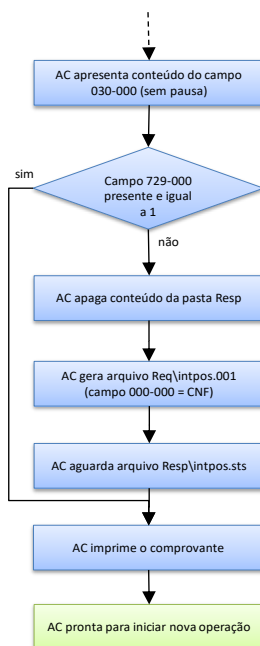 AC apresenta conteúdo do campo
030-000 (sem pausa)
sim
Campo 729-000
presente e igual
a 1
não
AC apaga conteúdo da pasta Resp
AC gera arquivo Req\intpos.001
(campo 000-000 = CNF)
AC aguarda arquivo Resp\intpos.sts
AC imprime o comprovante
AC pronta para iniciar nova operação